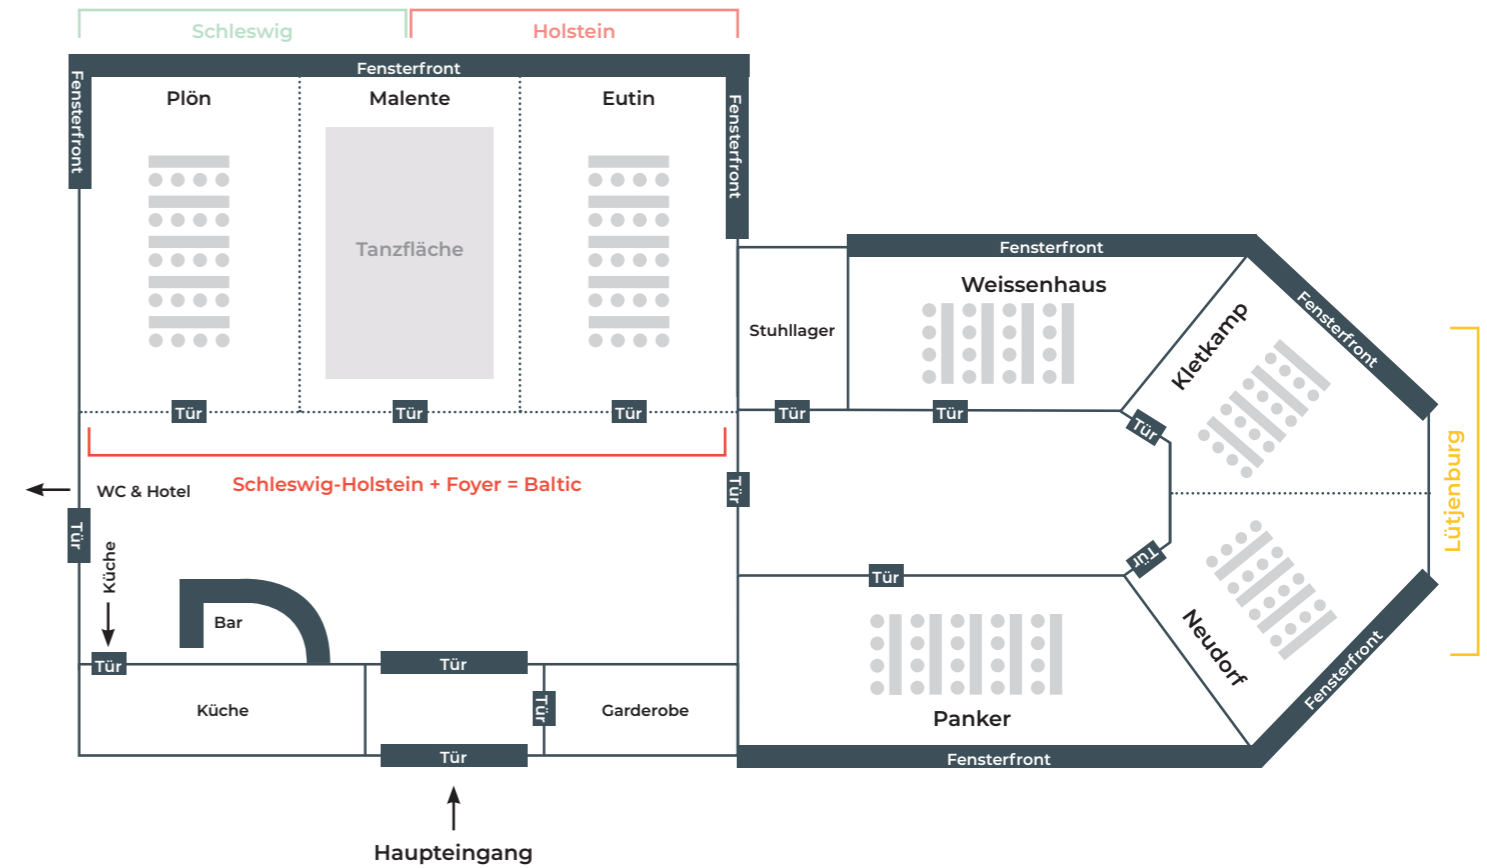 Schleswig
Holstein
Fensterfront
Fensterfront
Fensterfront
Plön
Malente
Eutin
Tanzfläche
Tür
Tür
Tür
Schleswig-Holstein + Foyer = Baltic
WC & Hotel
Tür
Küche
Tür
Bar
Küche
Tür
Tür
Garderobe
Tür
Haupteingang
Tür
Stuhllager
Tür
Fensterfront
Weissenhaus
Tür
Kletkamp
Fensterfront
Tür
Lütjenburg
Tür
Neudorf
Fensterfront
Tür
Panker
Fensterfront